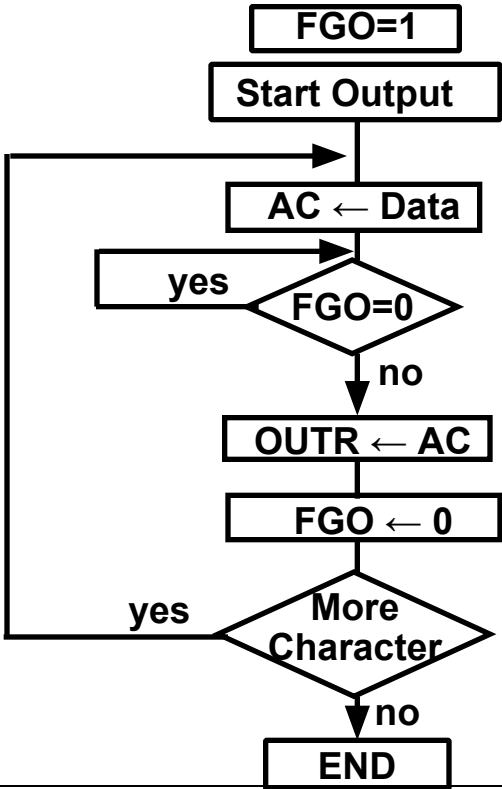 FGO=1
Start Output
AC ← Data
yes
FGO=0
no
OUTR ← AC
FGO ← 0
yes
More
Character
no
END